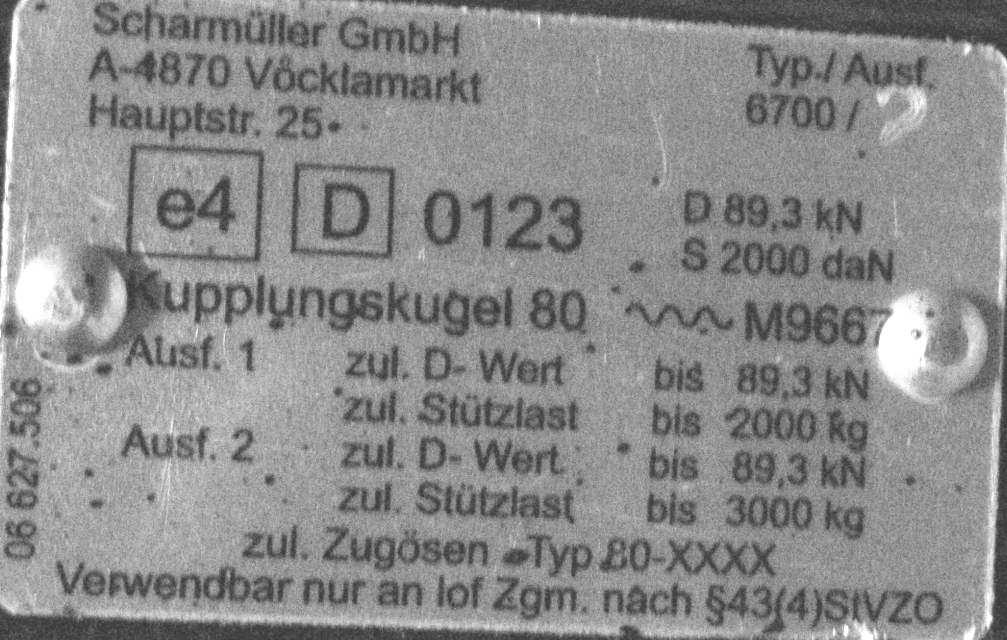 Scharmüller GmbH
A-4870 Vöcklamarkt
Hauptstr. 25
Typ./ Ausf.
6700 /
e4 D 0123
D 89,3 kN
S 2000 daN
Kupplungskugel 80
M9667
Ausf. 1 zul. D- Wert bis 89,3 kN
zul. Stützlast bis 2000 kg
Ausf. 2 zul. D- Wert bis 89,3 kN
zul. Stützlast bis 3000 kg
zul. Zugösen - Typ 80-XXXX
Verwendbar nur an lof Zgm. nach §43(4)StVZO
06 627.506